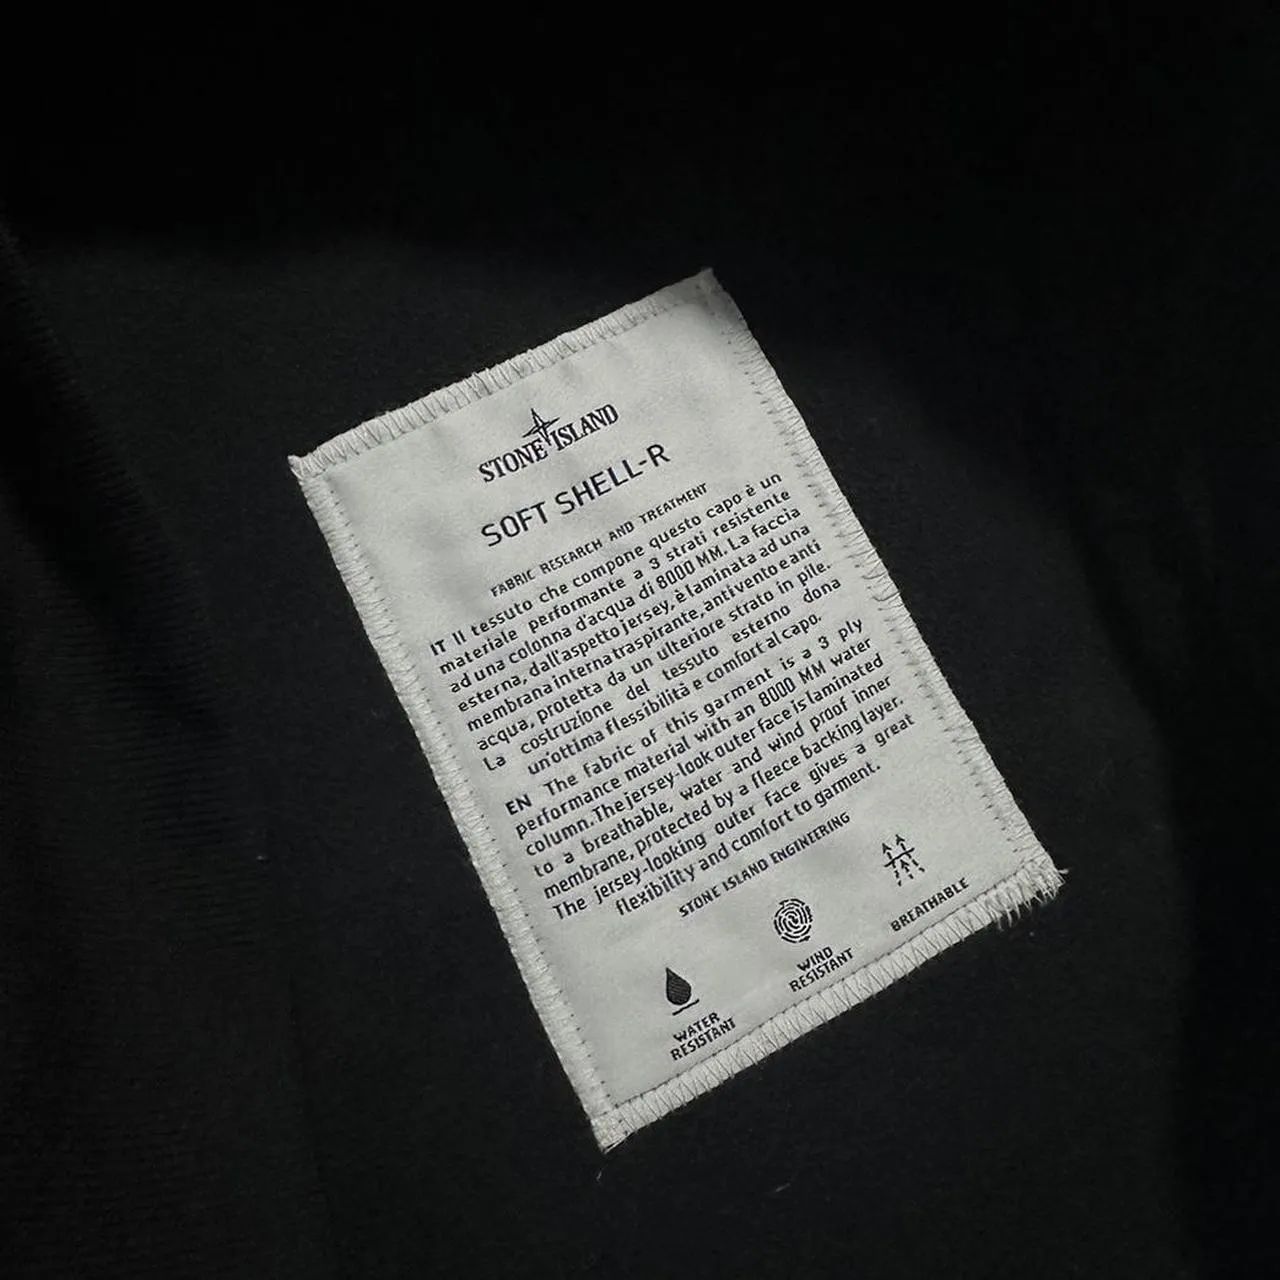 STONE ISLAND
SOFT SHELL-R
FABRIC RESEARCH AND TREATMENT
IT Il tessuto che compone questo capo è un
materiale performante a 3 strati resistente
ad una colonna d'acqua di 8000 MM. La faccia
esterna, dall'aspetto jersey, è laminata ad una
membrana interna traspirante, antivento e anti
acqua, protetta da un ulteriore strato in pile.
La costruzione del tessuto esterno dona
un'ottima flessibilità e comfort al capo.
EN The fabric of this garment is a 3 ply
performance material with an 8000 MM water
column. The jersey-look outer face is laminated
to a breathable, water and wind proof inner
membrane, protected by a fleece backing layer.
The jersey-looking outer face gives a great
flexibility and comfort to garment.
STONE ISLAND ENGINEERING
WATER
RESISTANT
WIND
RESISTANT
BREATHABLE